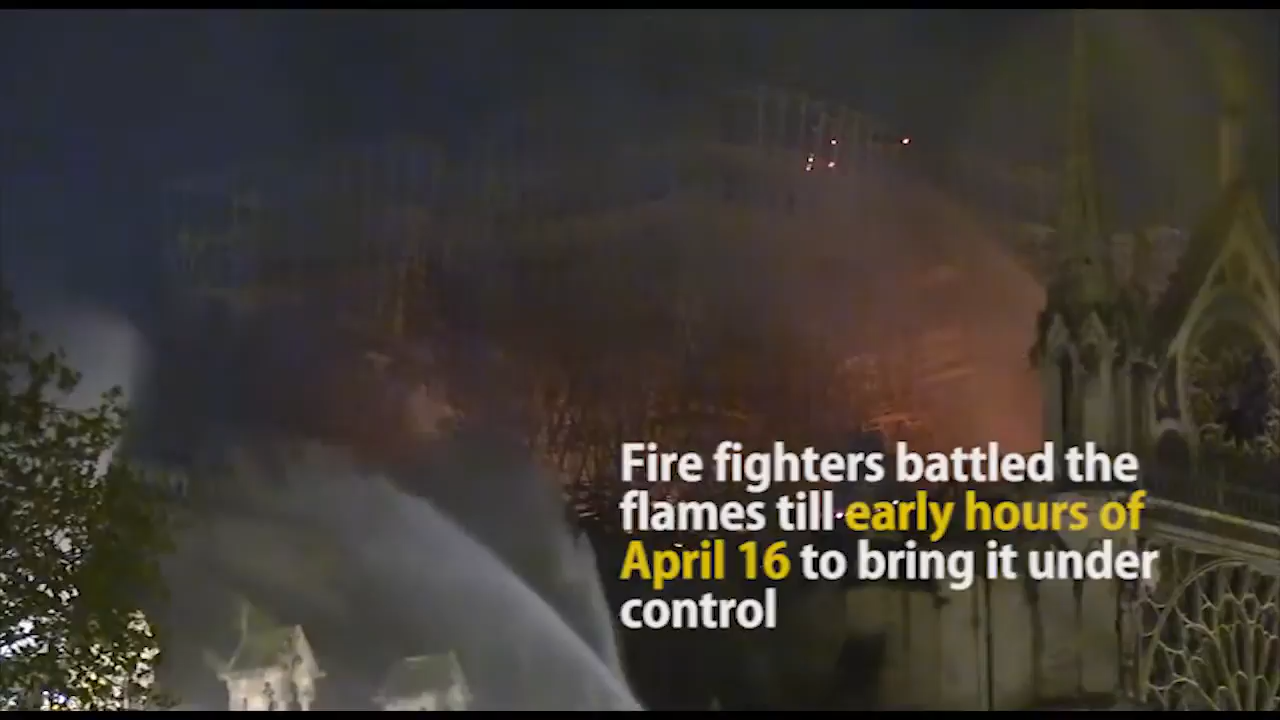 Fire fighters battled the
flames till early hours of
April 16 to bring it under
control